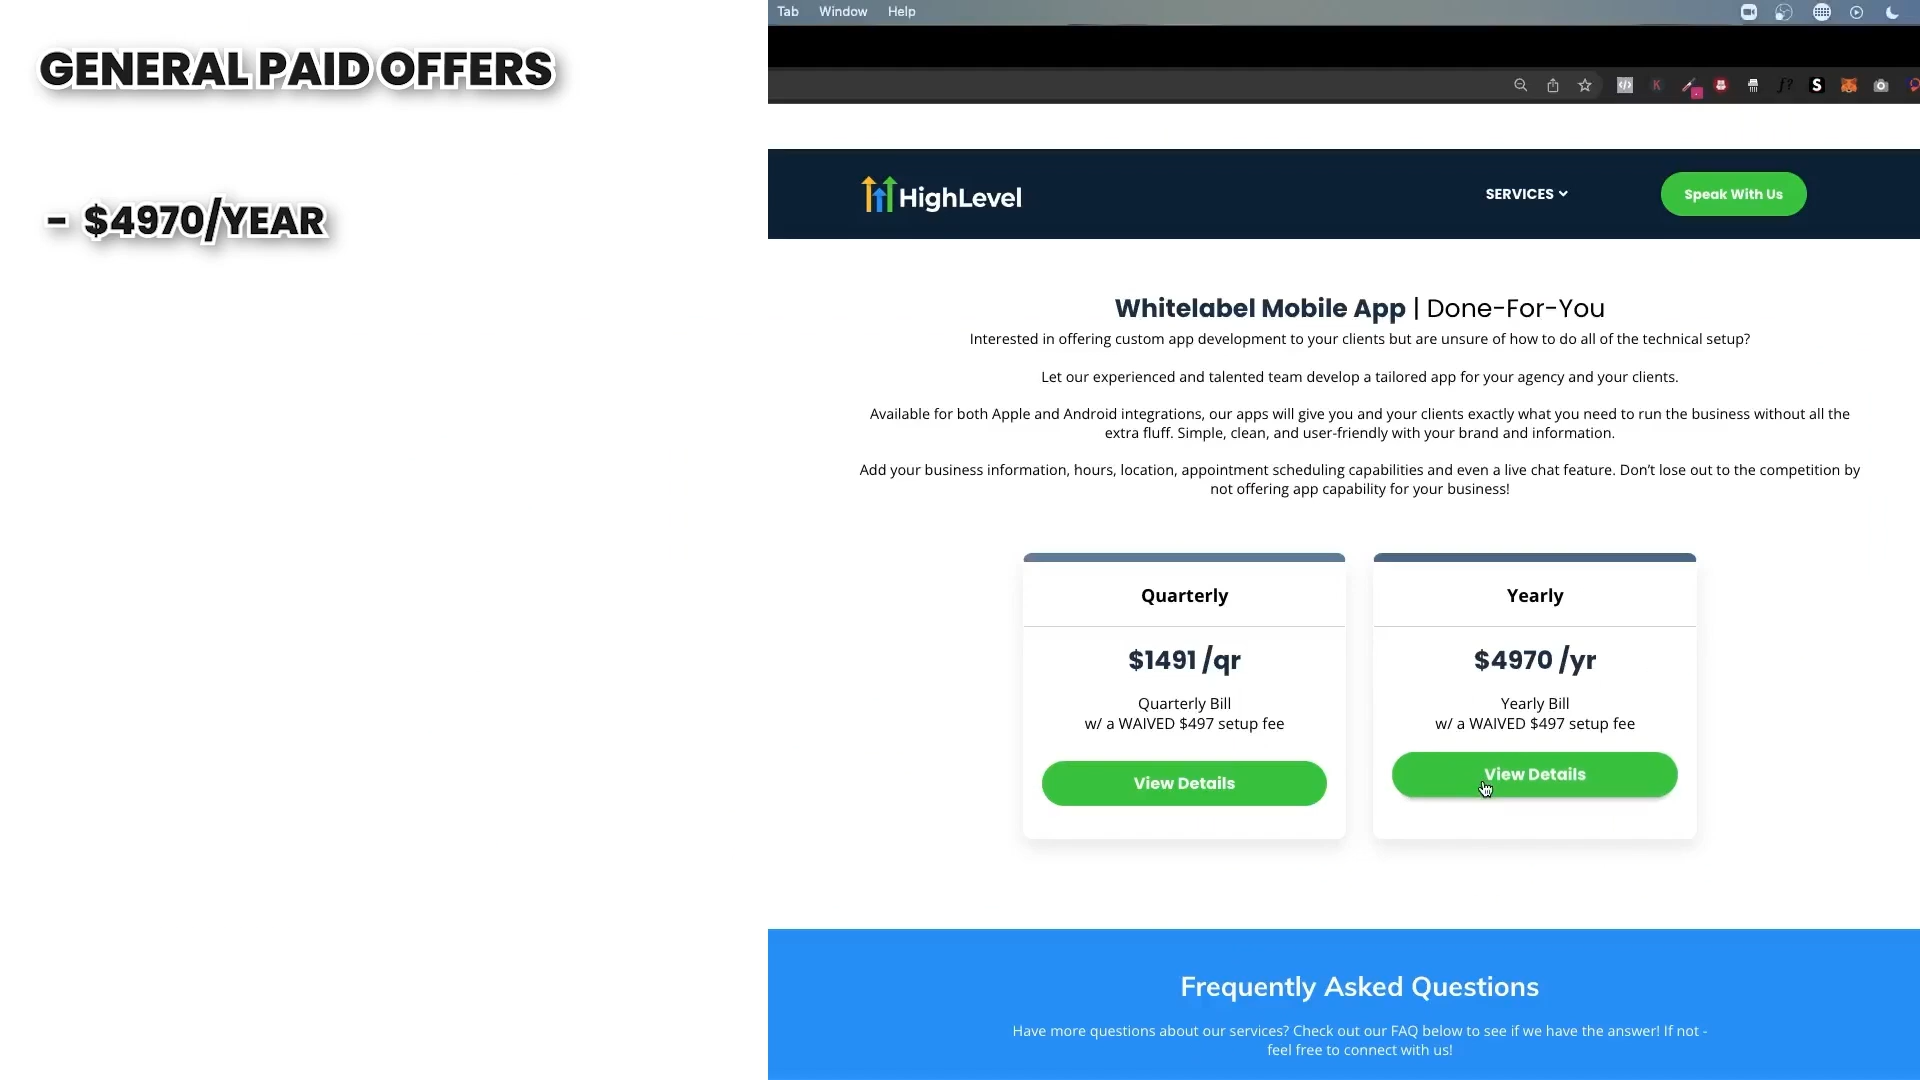 GENERAL PAID OFFERS
- $4970/YEAR
Tab Window Help
HighLevel
SERVICES
Speak With Us
Whitelabel Mobile App | Done-For-You
Interested in offering custom app development to your clients but are unsure of how to do all of the technical setup?
Let our experienced and talented team develop a tailored app for your agency and your clients.
Available for both Apple and Android integrations, our apps will give you and your clients exactly what you need to run the business without all the
extra fluff. Simple, clean, and user-friendly with your brand and information.
Add your business information, hours, location, appointment scheduling capabilities and even a live chat feature. Don't lose out to the competition by
not offering app capability for your business!
Quarterly
$1491 /qr
Quarterly Bill
w/ a WAIVED $497 setup fee
View Details
Yearly
$4970 /yr
Yearly Bill
w/ a WAIVED $497 setup fee
View Details
Frequently Asked Questions
Have more questions about our services? Check out our FAQ below to see if we have the answer! If not -
feel free to connect with us!